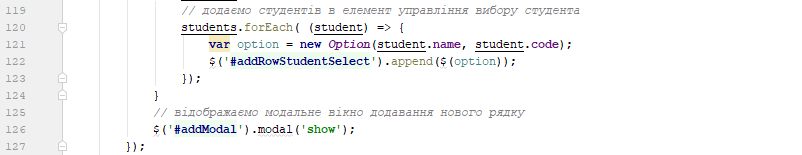 119 // додаємо студентів в елемент управління вибору студента
120 students.forEach( (student) => {
121 var option = new Option(student.name, student.code);
122 $('#addRowStudentSelect').append($(option));
123 });
124 }
125 // відображаємо модальне вікно додавання нового рядку
126 $('#addModal').modal('show');
127 });